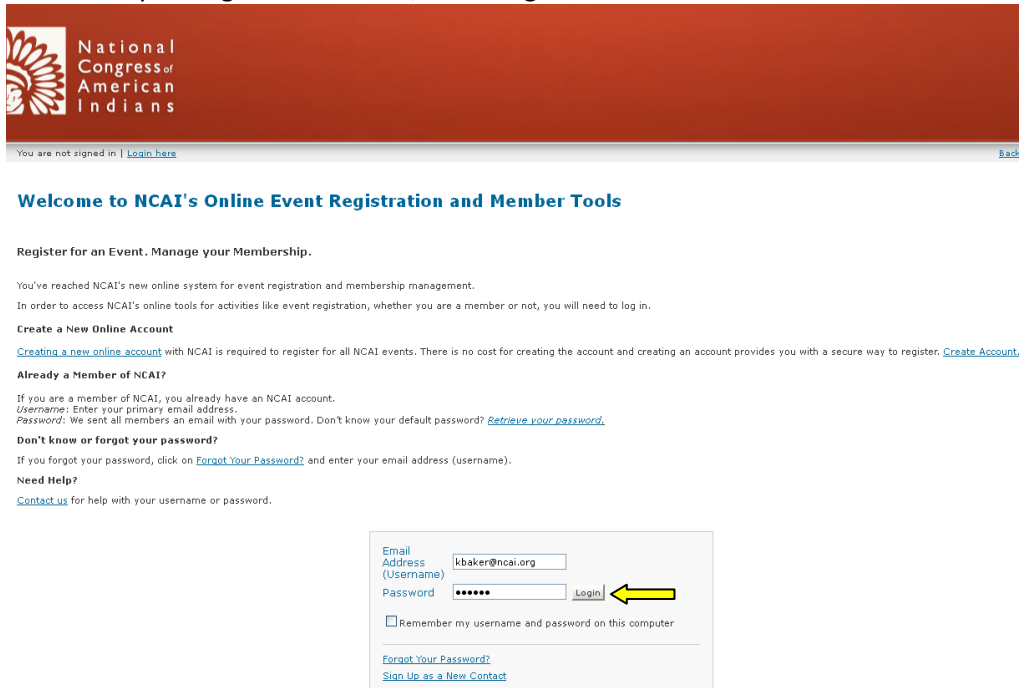 National
Congress of
American
Indians
You are not signed in | Login here
Back
Welcome to NCAI's Online Event Registration and Member Tools
Register for an Event. Manage your Membership.
You've reached NCAI's new online system for event registration and membership management.
In order to access NCAI's online tools for activities like event registration, whether you are a member or not, you will need to log in.
Create a New Online Account
Creating a new online account with NCAI is required to register for all NCAI events. There is no cost for creating the account and creating an account provides you with a secure way to register. Create Account.
Already a Member of NCAI?
If you are a member of NCAI, you already have an NCAI account.
Username: Enter your primary email address.
Password: We sent all members an email with your password. Don't know your default password? Retrieve your password.
Don't know or forgot your password?
If you forgot your password, click on Forgot Your Password? and enter your email address (username).
Need Help?
Contact us for help with your username or password.
Email
Address
(Username)
kbaker@ncai.org
Password
••••••
Login
Remember my username and password on this computer
Forgot Your Password?
Sign Up as a New Contact